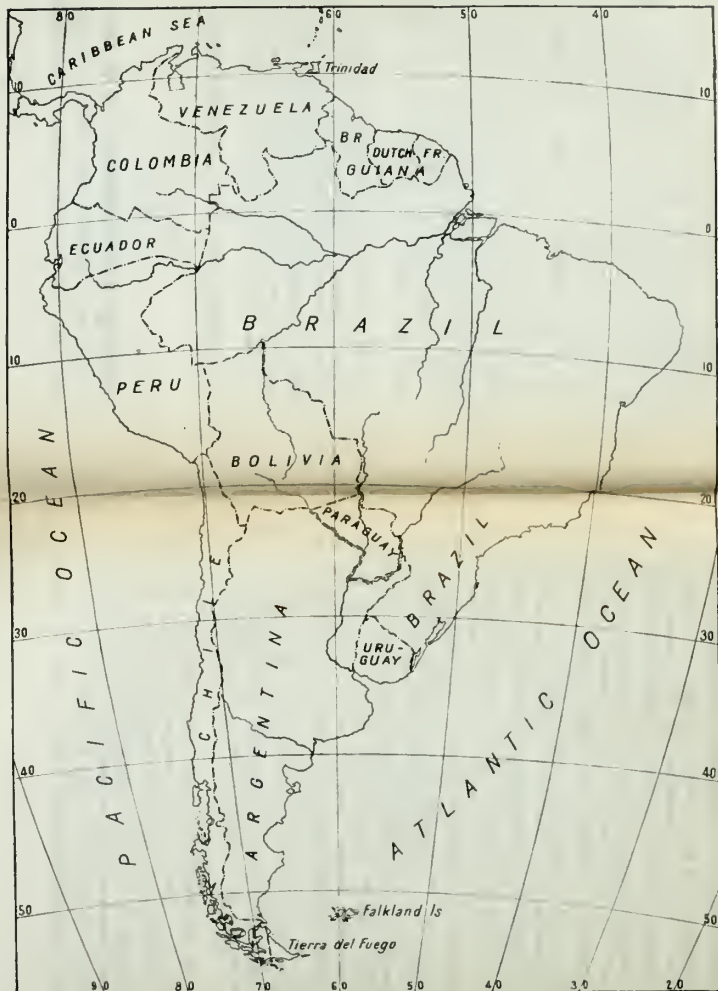 80 70 60 50 40
CARIBBEAN SEA
Trinidad
10 10
VENEZUELA
BR. DUTCH FR.
GUIANA
COLOMBIA
0 0
ECUADOR
BRAZIL
10 10
PERU
BOLIVIA
20 20
PARAGUAY
BRAZIL
PACIFIC OCEAN
CHILE
ARGENTINA
30 30
URU-
GUAY
ATLANTIC OCEAN
40 40
50 50
Falkland Is
Tierra del Fuego
90 80 70 60 50 40 30 20